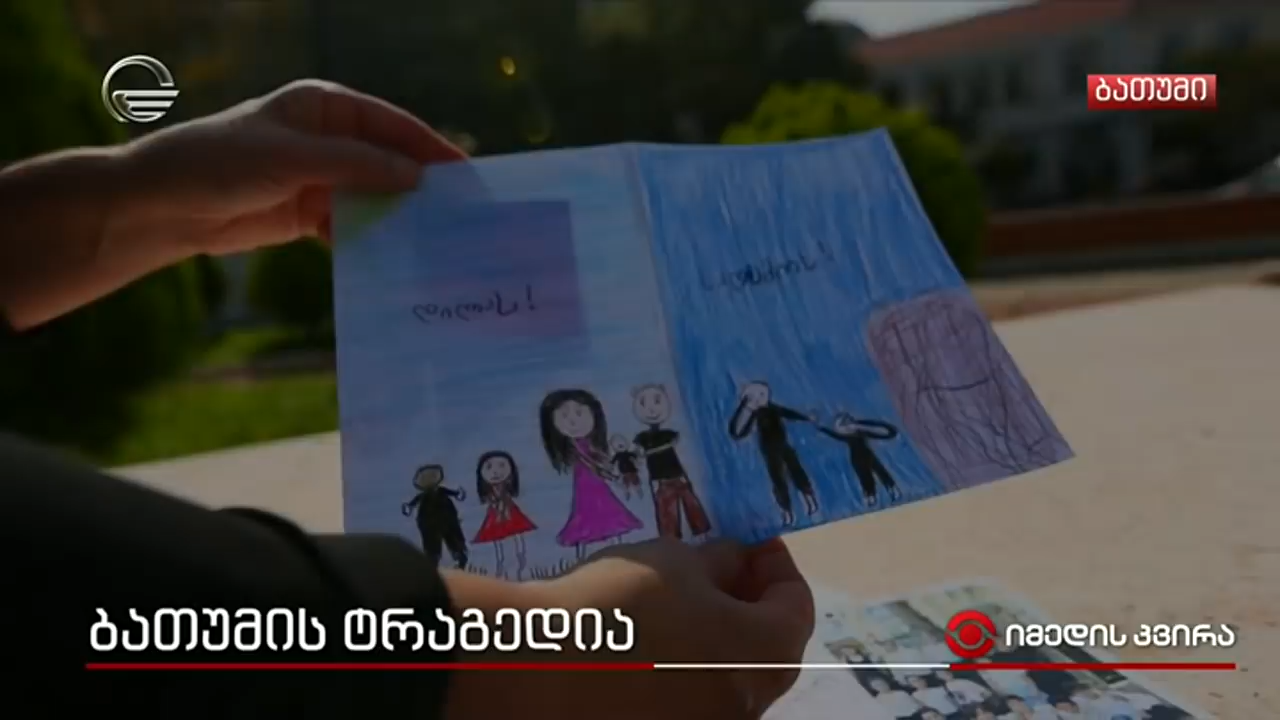 ბათუმი
ბათუმის ტრაგედია
იმედის კვირა